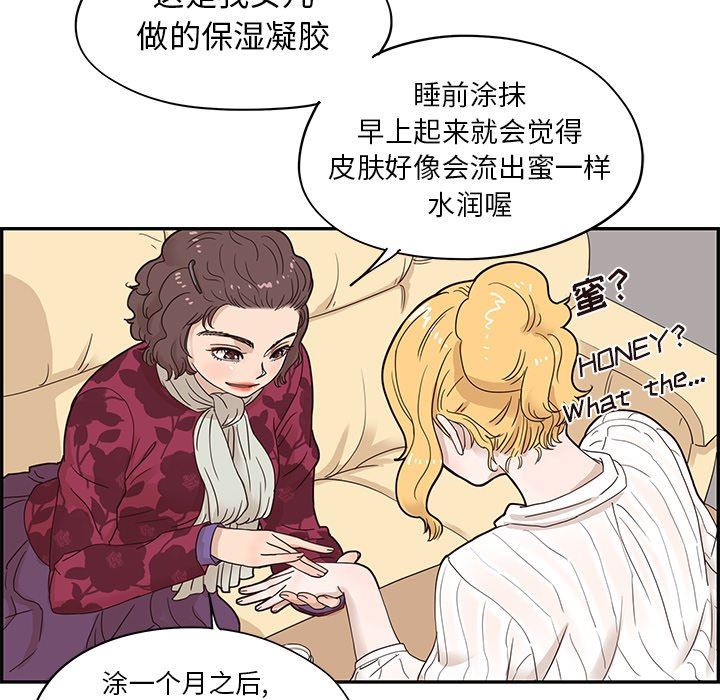 做的保湿凝胶
睡前涂抹
早上起来就会觉得
皮肤好像会流出蜜一样
水润喔
蜜?
HONEY?
What the...
涂一个月之后,